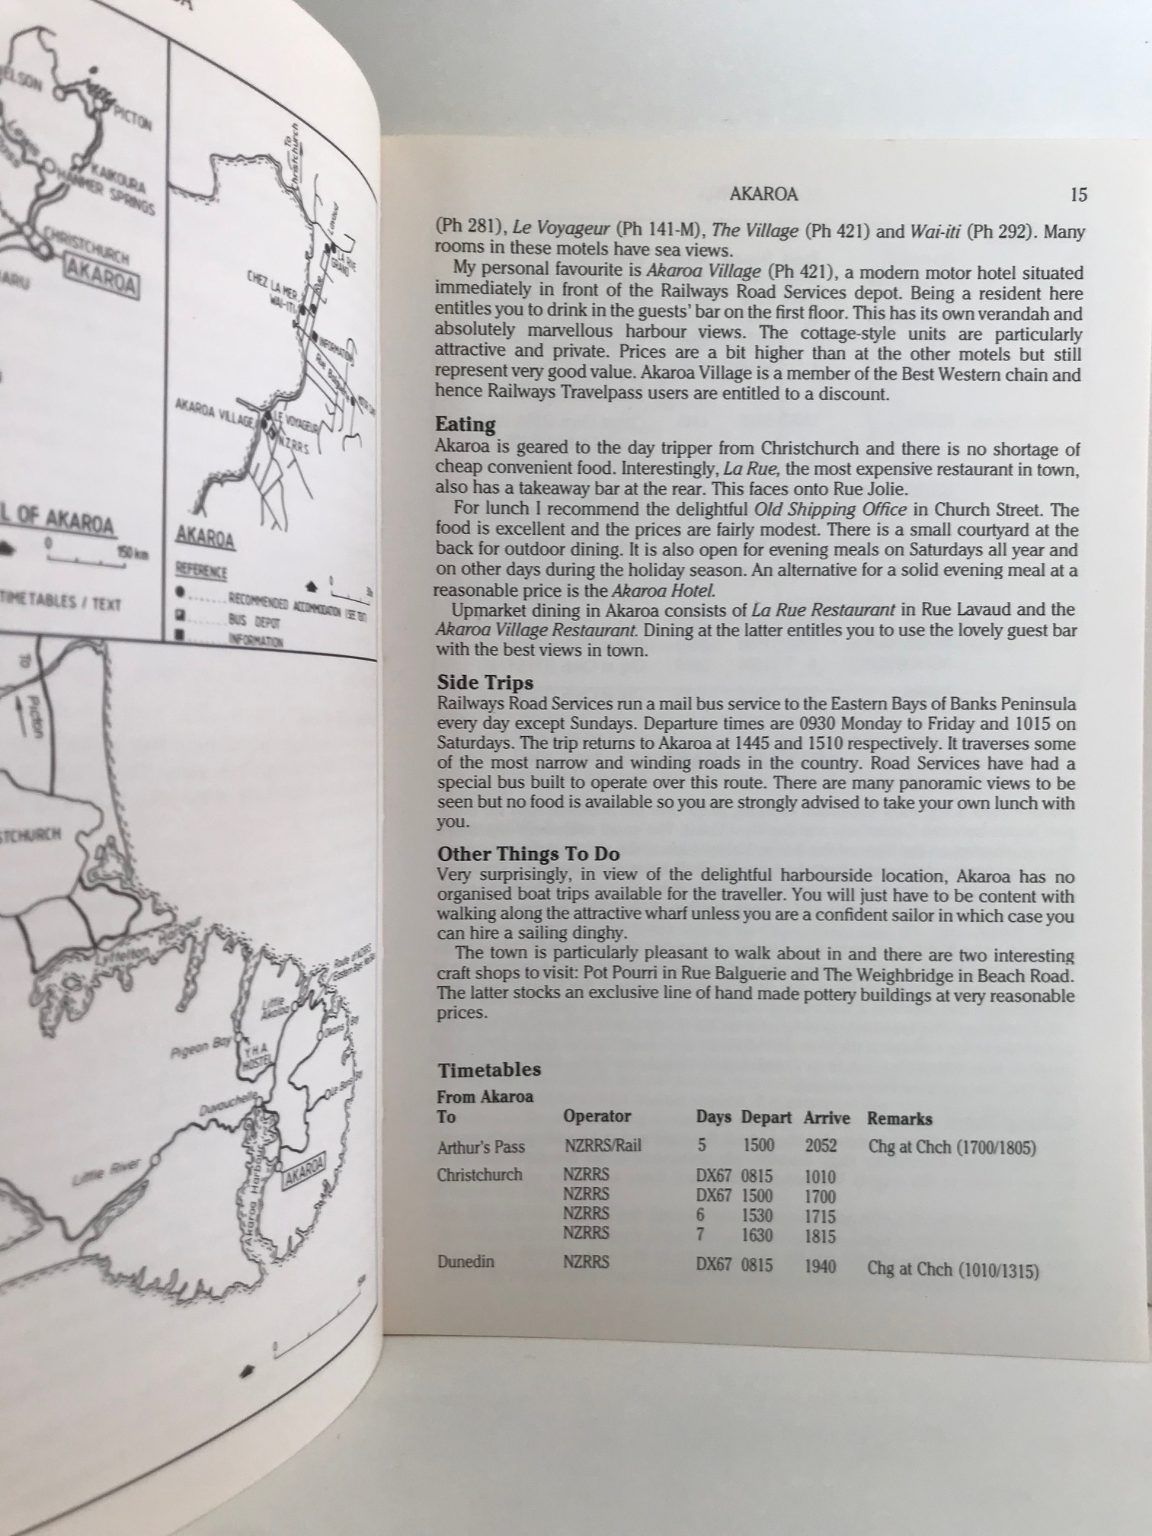 PICTON
KAIKOURA
HANMER SPRINGS
CHRISTCHURCH
AKAROA
To
Christchurch
LA RUE
GRAND
CHEZ LA MER
WAI-ITI
INFORMATION
Rue Balguerie
AKAROA VILLAGE
LE VOYAGEUR
N.Z.R.R.S
AKAROA
L OF AKAROA
0 150 km
TIMETABLES / TEXT
REFERENCE
RECOMMENDED ACCOMMODATION
BUS DEPOT
INFORMATION
To
Picton
STCHURCH
Lyttelton
Little
Akaloa
Pigeon Bay
Y.H.A.
HOSTEL
Okains Bay
Le Bons Bay
Duvauchelle
Little River
Akaroa Harbour
AKAROA
0
AKAROA 15
(Ph 281), Le Voyageur (Ph 141-M), The Village (Ph 421) and Wai-iti (Ph 292). Many
rooms in these motels have sea views.
My personal favourite is Akaroa Village (Ph 421), a modern motor hotel situated
immediately in front of the Railways Road Services depot. Being a resident here
entitles you to drink in the guests' bar on the first floor. This has its own verandah and
absolutely marvellous harbour views. The cottage-style units are particularly
attractive and private. Prices are a bit higher than at the other motels but still
represent very good value. Akaroa Village is a member of the Best Western chain and
hence Railways Travelpass users are entitled to a discount.
Eating
Akaroa is geared to the day tripper from Christchurch and there is no shortage of
cheap convenient food. Interestingly, La Rue, the most expensive restaurant in town,
also has a takeaway bar at the rear. This faces onto Rue Jolie.
For lunch I recommend the delightful Old Shipping Office in Church Street. The
food is excellent and the prices are fairly modest. There is a small courtyard at the
back for outdoor dining. It is also open for evening meals on Saturdays all year and
on other days during the holiday season. An alternative for a solid evening meal at a
reasonable price is the Akaroa Hotel.
Upmarket dining in Akaroa consists of La Rue Restaurant in Rue Lavaud and the
Akaroa Village Restaurant. Dining at the latter entitles you to use the lovely guest bar
with the best views in town.
Side Trips
Railways Road Services run a mail bus service to the Eastern Bays of Banks Peninsula
every day except Sundays. Departure times are 0930 Monday to Friday and 1015 on
Saturdays. The trip returns to Akaroa at 1445 and 1510 respectively. It traverses some
of the most narrow and winding roads in the country. Road Services have had a
special bus built to operate over this route. There are many panoramic views to be
seen but no food is available so you are strongly advised to take your own lunch with
you.
Other Things To Do
Very surprisingly, in view of the delightful harbourside location, Akaroa has no
organised boat trips available for the traveller. You will just have to be content with
walking along the attractive wharf unless you are a confident sailor in which case you
can hire a sailing dinghy.
The town is particularly pleasant to walk about in and there are two interesting
craft shops to visit: Pot Pourri in Rue Balguerie and The Weighbridge in Beach Road.
The latter stocks an exclusive line of hand made pottery buildings at very reasonable
prices.
Timetables
From Akaroa
To Operator Days Depart Arrive Remarks
Arthur's Pass NZRRS/Rail 5 1500 2052 Chg at Chch (1700/1805)
Christchurch NZRRS DX67 0815 1010
NZRRS DX67 1500 1700
NZRRS 6 1530 1715
NZRRS 7 1630 1815
Dunedin NZRRS DX67 0815 1940 Chg at Chch (1010/1315)